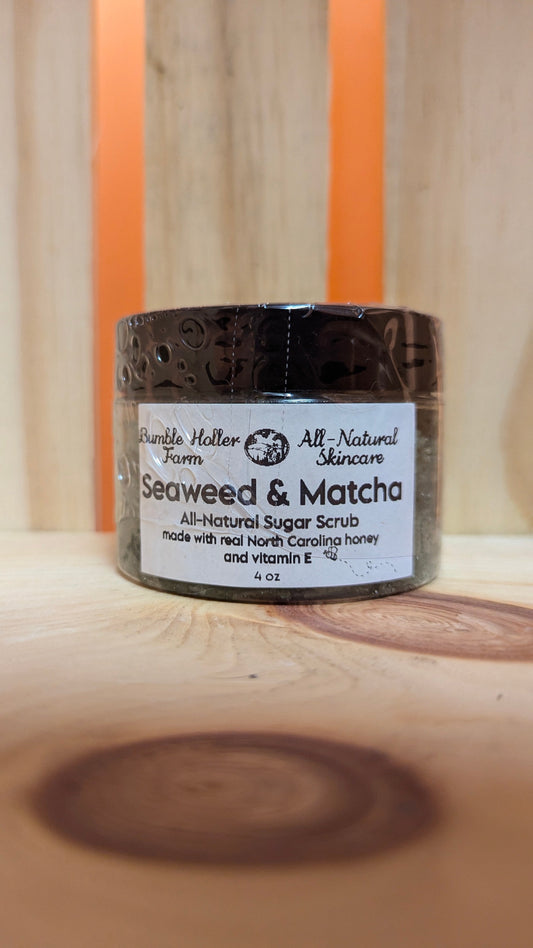 Bumble Holler Farm
All-Natural Skincare
Seaweed & Matcha
All-Natural Sugar Scrub
made with real North Carolina honey
and vitamin E
4 oz